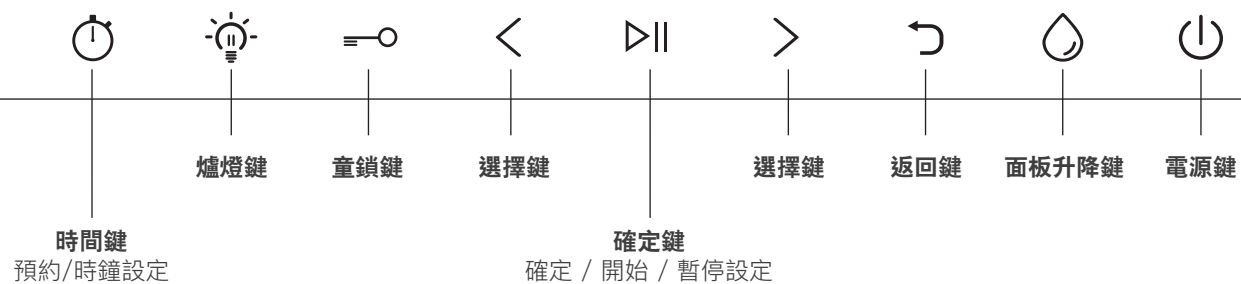 爐燈鍵
童鎖鍵
選擇鍵
選擇鍵
返回鍵
面板升降鍵
電源鍵
時間鍵
預約/時鐘設定
確定鍵
確定 / 開始 / 暫停設定